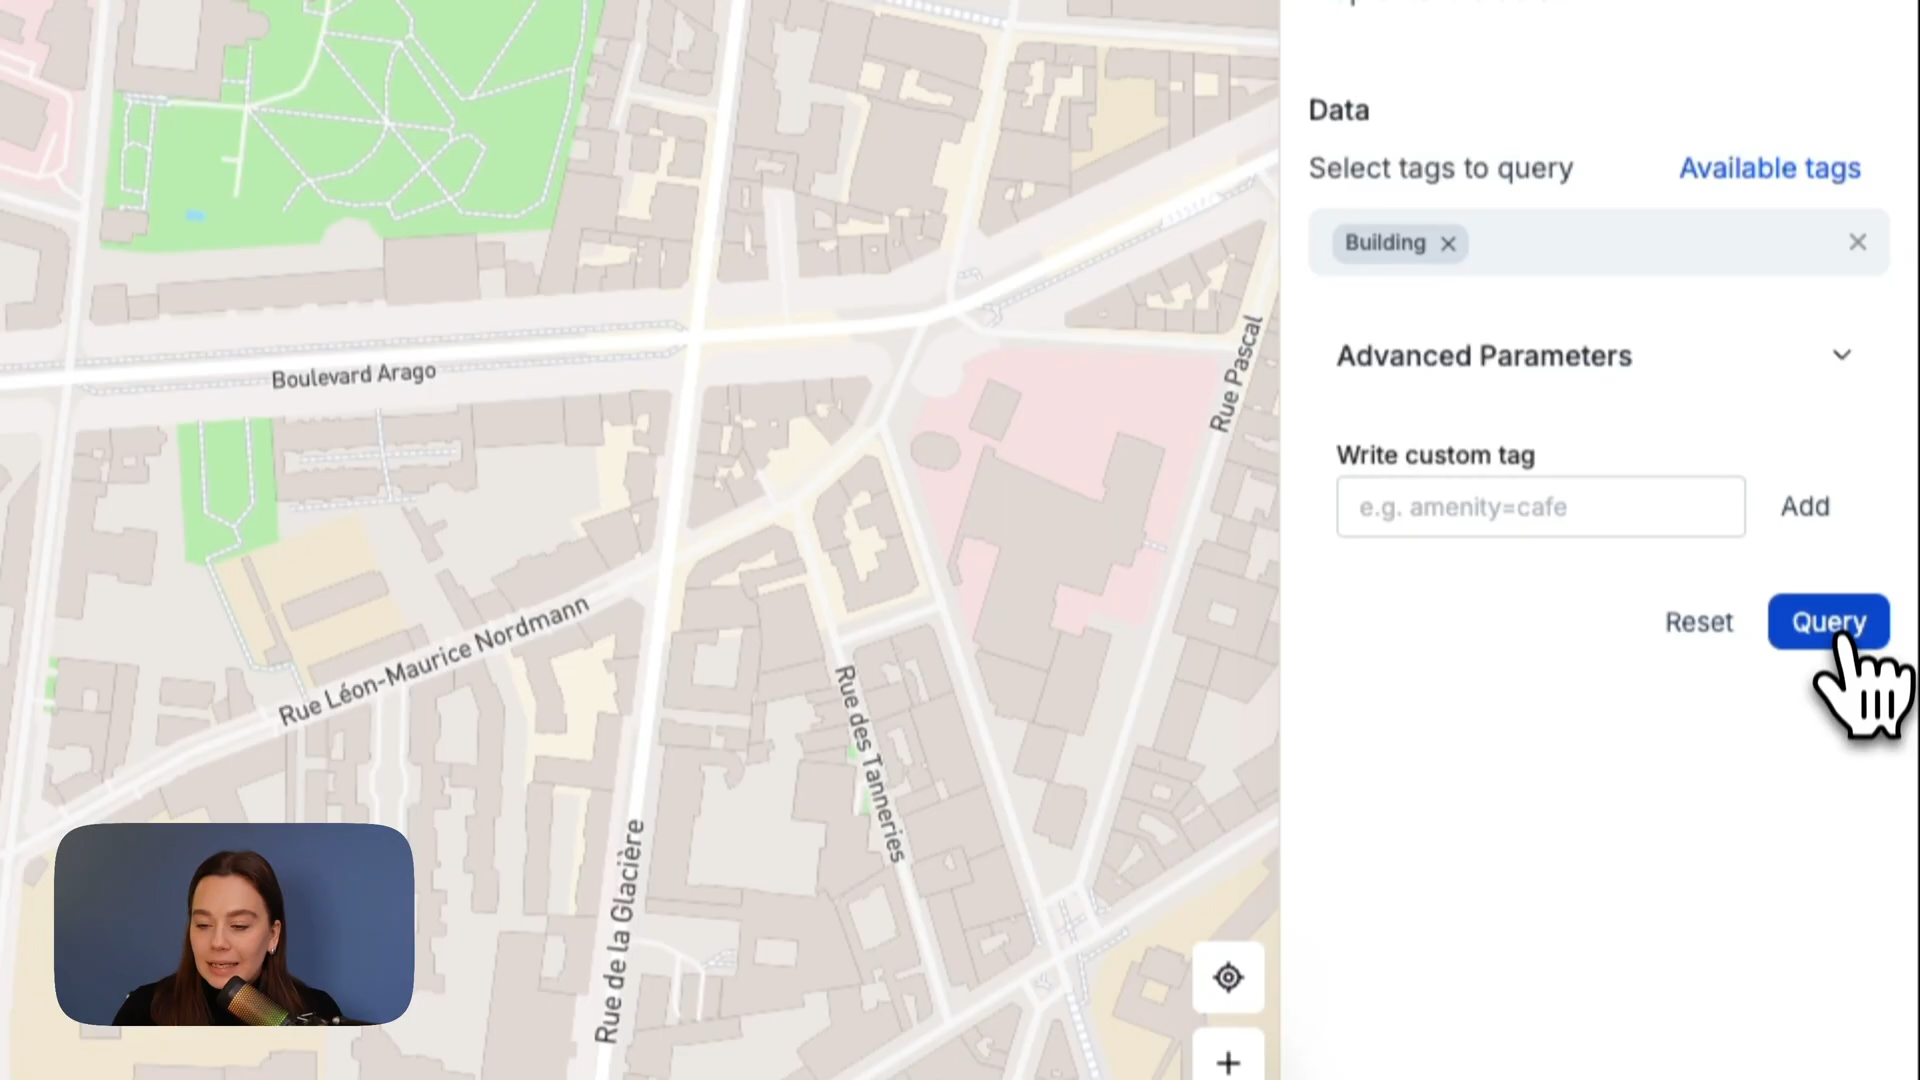 Data
Select tags to query
Available tags
Building
Advanced Parameters
Write custom tag
e.g. amenity=cafe
Add
Reset
Query
Boulevard Arago
Rue Pascal
Rue Léon-Maurice Nordmann
Rue des Tanneries
Rue de la Glacière